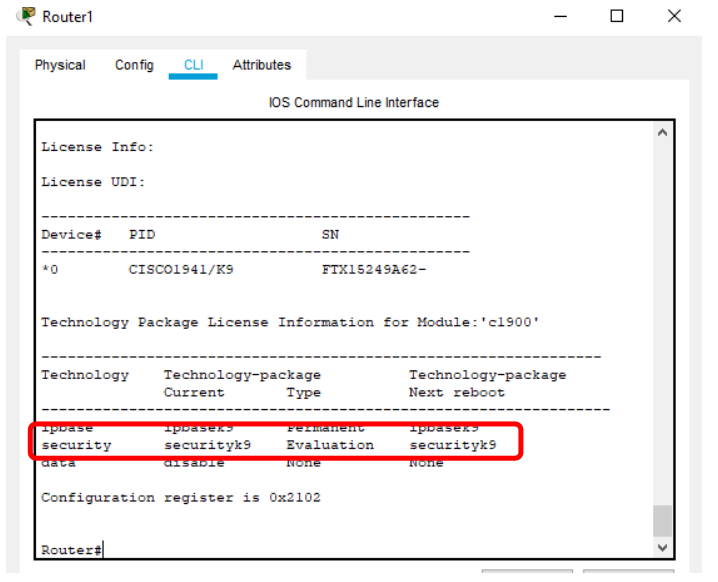 Router1
Physical Config CLI Attributes
IOS Command Line Interface
License Info:
License UDI:
-------------------------------------------------
Device# PID SN
-------------------------------------------------
*0 CISCO1941/K9 FTX15249A62-
Technology Package License Information for Module:'c1900'
----------------------------------------------------------------
Technology Technology-package Technology-package
Current Type Next reboot
-----------------------------------------------------------------
ipbase ipbasek9 Permanent ipbasek9
security securityk9 Evaluation securityk9
data disable None None
Configuration register is 0x2102
Router#